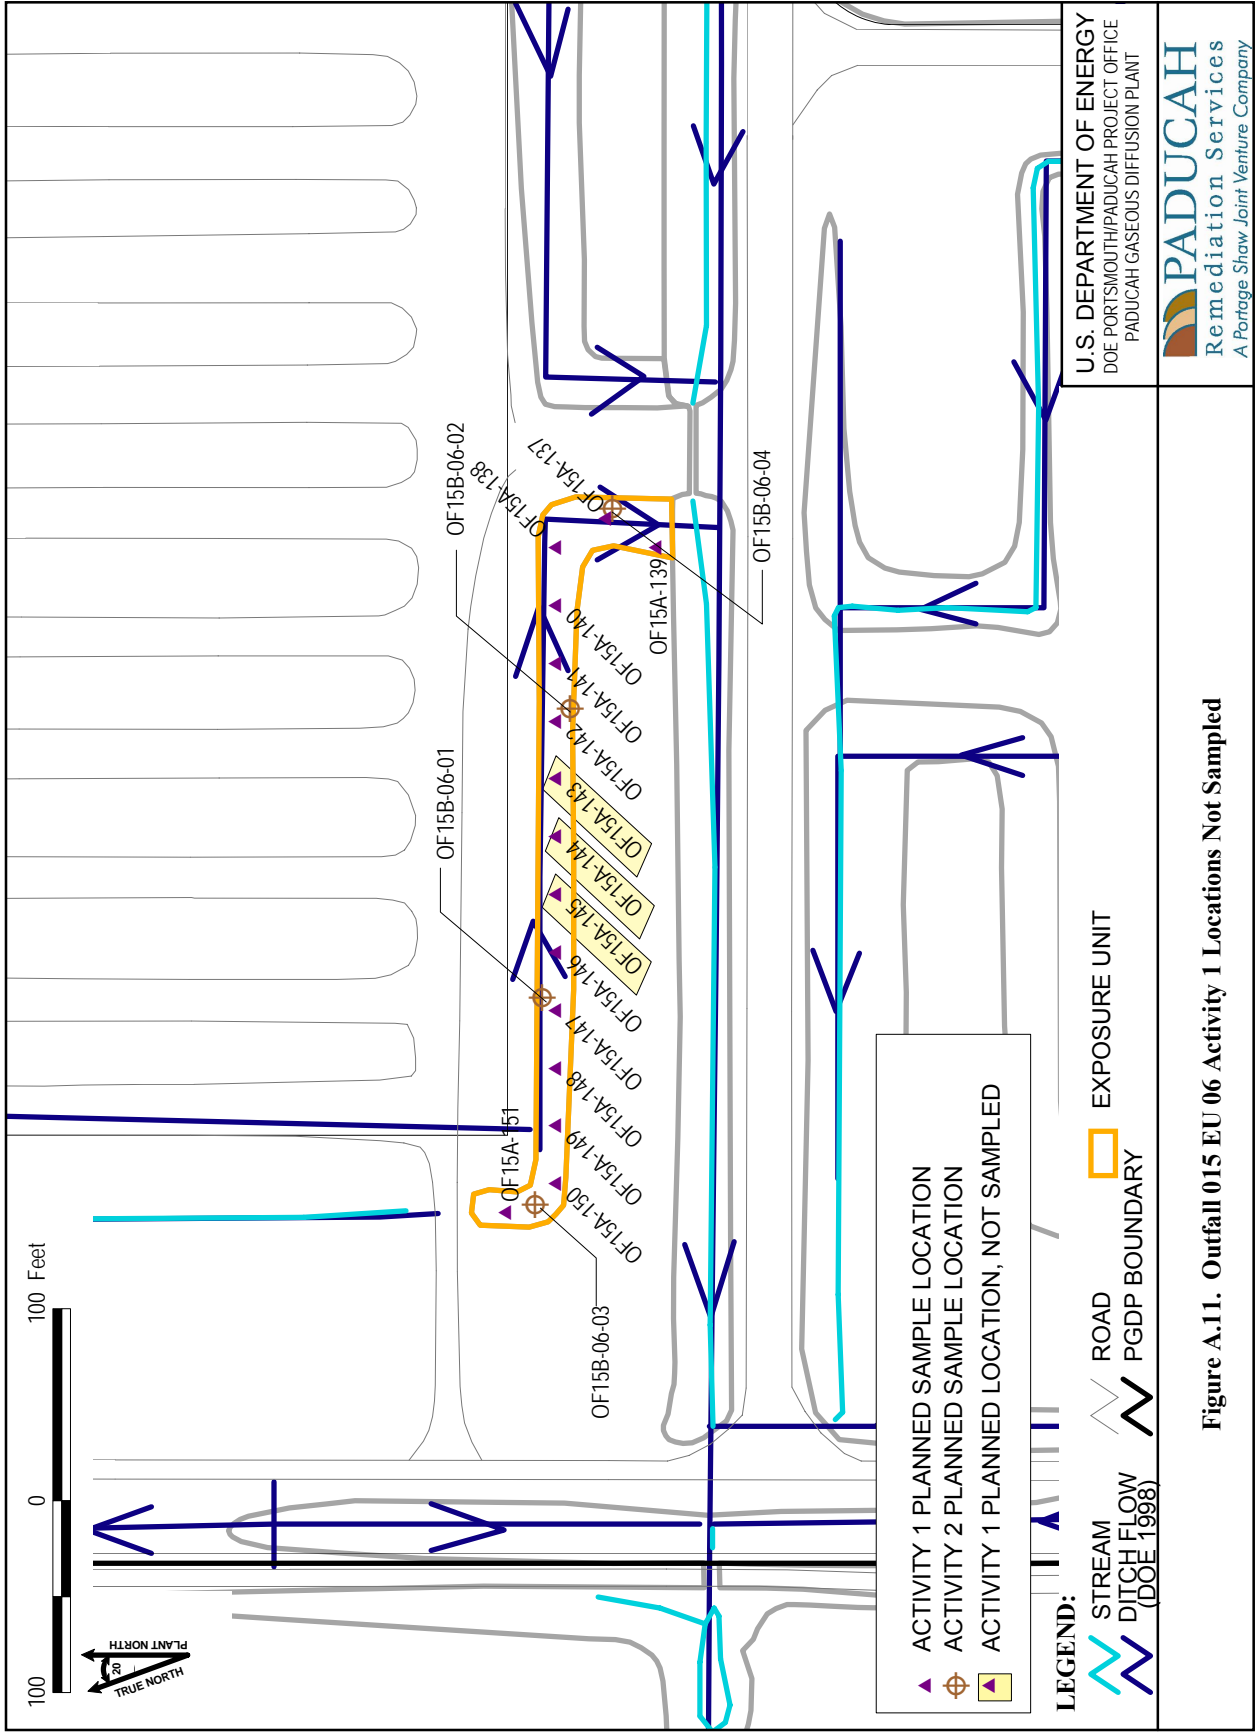 100 0 100 Feet
PLANT NORTH
20
TRUE NORTH
OF15A-151
OF15B-06-03
OF15B-06-01
OF15B-06-02
OF15B-06-04
OF15A-137
OF15A-138
OF15A-139
OF15A-140
OF15A-141
OF15A-142
OF15A-143
OF15A-144
OF15A-145
OF15A-146
OF15A-147
OF15A-148
OF15A-149
OF15A-150
ACTIVITY 1 PLANNED SAMPLE LOCATION
ACTIVITY 2 PLANNED SAMPLE LOCATION
ACTIVITY 1 PLANNED LOCATION, NOT SAMPLED
LEGEND:
STREAM
DITCH FLOW
(DOE 1998)
ROAD
PGDP BOUNDARY
EXPOSURE UNIT
U.S. DEPARTMENT OF ENERGY
DOE PORTSMOUTH/PADUCAH PROJECT OFFICE
PADUCAH GASEOUS DIFFUSION PLANT
PADUCAH
Remediation Services
A Portage Shaw Joint Venture Company
Figure A.11. Outfall 015 EU 06 Activity 1 Locations Not Sampled